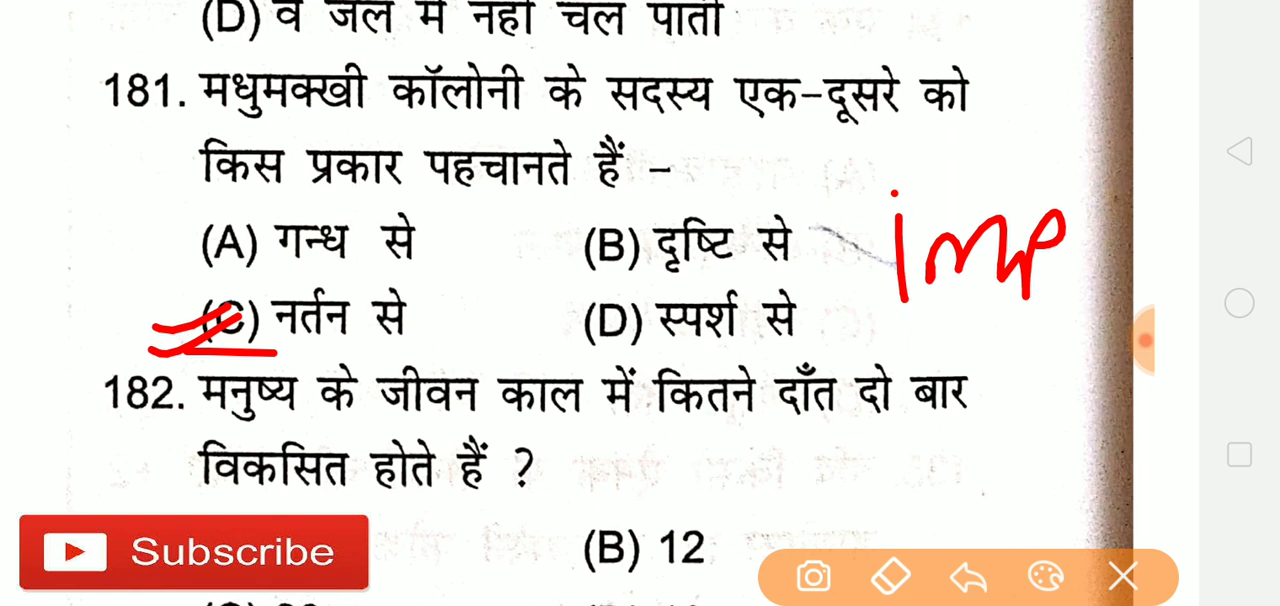 (D) वे जल में नहीं चल पाती
181. मधुमक्खी कॉलोनी के सदस्य एक-दूसरे को
किस प्रकार पहचानते हैं –
(A) गन्ध से (B) दृष्टि से
imp
(C) नर्तन से (D) स्पर्श से
182. मनुष्य के जीवन काल में कितने दाँत दो बार
विकसित होते हैं ?
Subscribe (B) 12